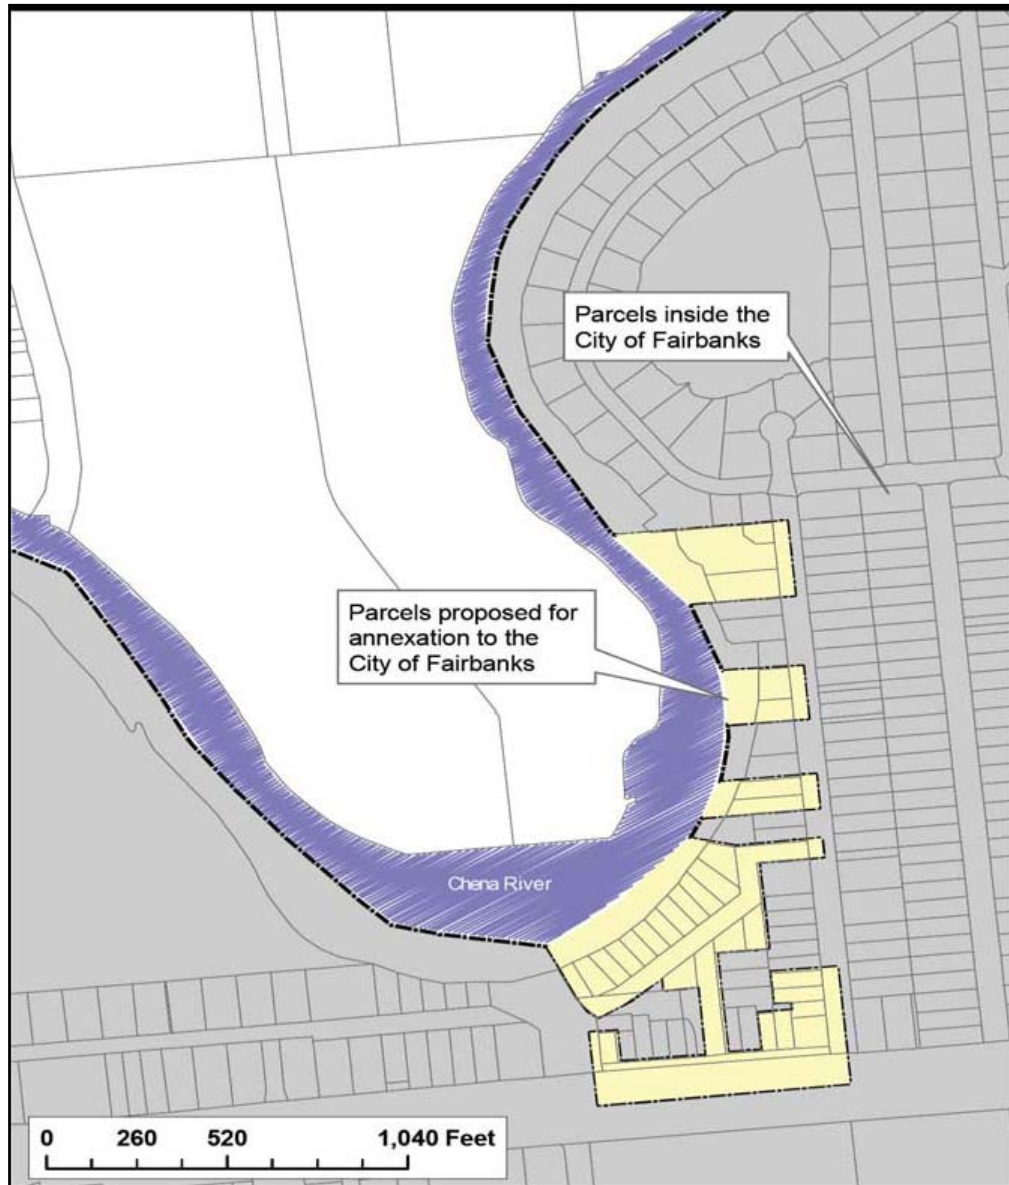 Parcels inside the
City of Fairbanks
Parcels proposed for
annexation to the
City of Fairbanks
Chena River
0 260 520 1,040 Feet